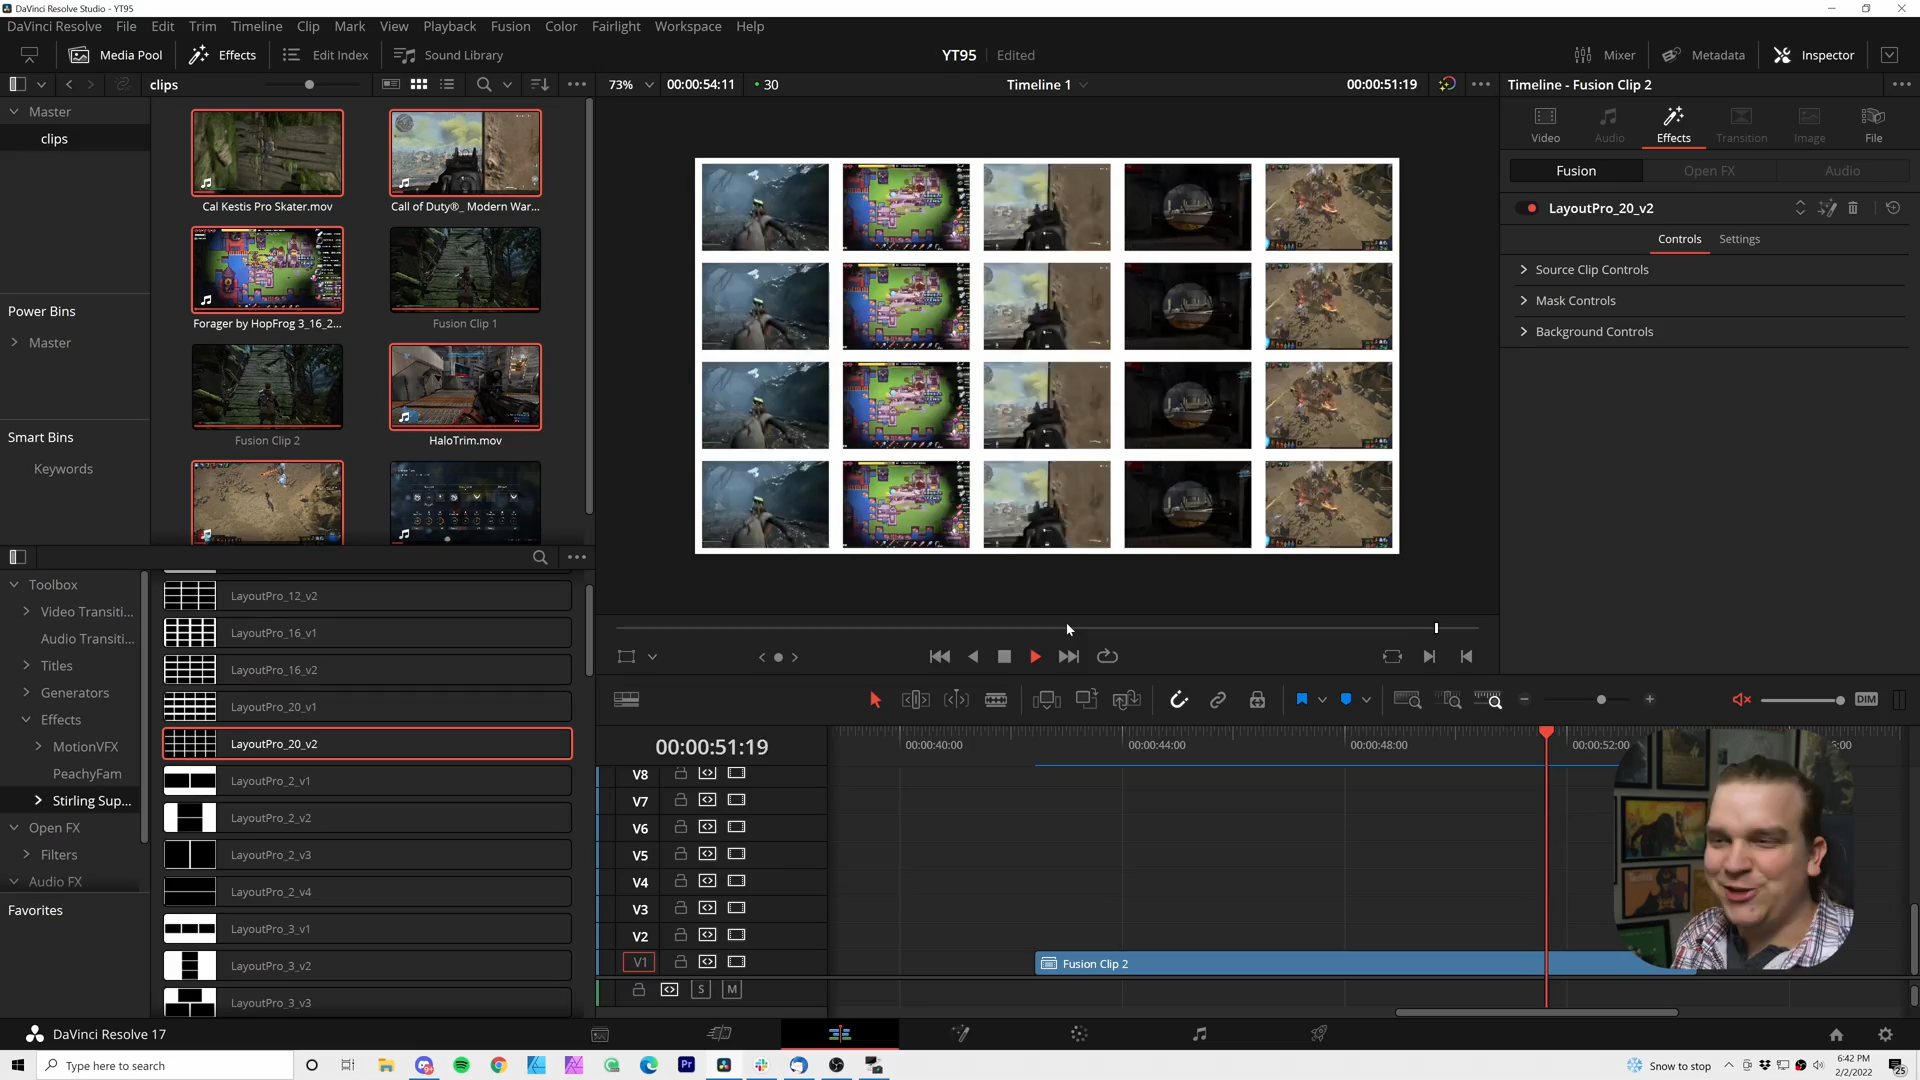 DaVinci Resolve Studio - YT95
DaVinci Resolve File Edit Trim Timeline Clip Mark View Playback Fusion Color Fairlight Workspace Help
Media Pool Effects Edit Index Sound Library YT95 Edited Mixer Metadata Inspector
clips 73% 00:00:54:11 30 Timeline 1 00:00:51:19 Timeline - Fusion Clip 2
Master
clips
Power Bins
Master
Smart Bins
Keywords
Cal Kestis Pro Skater.mov Call of Duty®_ Modern War...
Forager by HopFrog 3_16_2... Fusion Clip 1
Fusion Clip 2 HaloTrim.mov
Video Audio Effects Transition Image File
Fusion Open FX Audio
LayoutPro_20_v2
Controls Settings
Source Clip Controls
Mask Controls
Background Controls
Toolbox
Video Transiti...
Audio Transiti...
Titles
Generators
Effects
MotionVFX
PeachyFam
Stirling Sup...
Open FX
Filters
Audio FX
Favorites
LayoutPro_12_v2
LayoutPro_16_v1
LayoutPro_16_v2
LayoutPro_20_v1
LayoutPro_20_v2
LayoutPro_2_v1
LayoutPro_2_v2
LayoutPro_2_v3
LayoutPro_2_v4
LayoutPro_3_v1
LayoutPro_3_v2
LayoutPro_3_v3
DIM
00:00:51:19 00:00:40:00 00:00:44:00 00:00:48:00 00:00:52:00
V8
V7
V6
V5
V4
V3
V2
V1 Fusion Clip 2
S M
DaVinci Resolve 17
Type here to search
Pr
Snow to stop
6:42 PM
2/2/2022
25